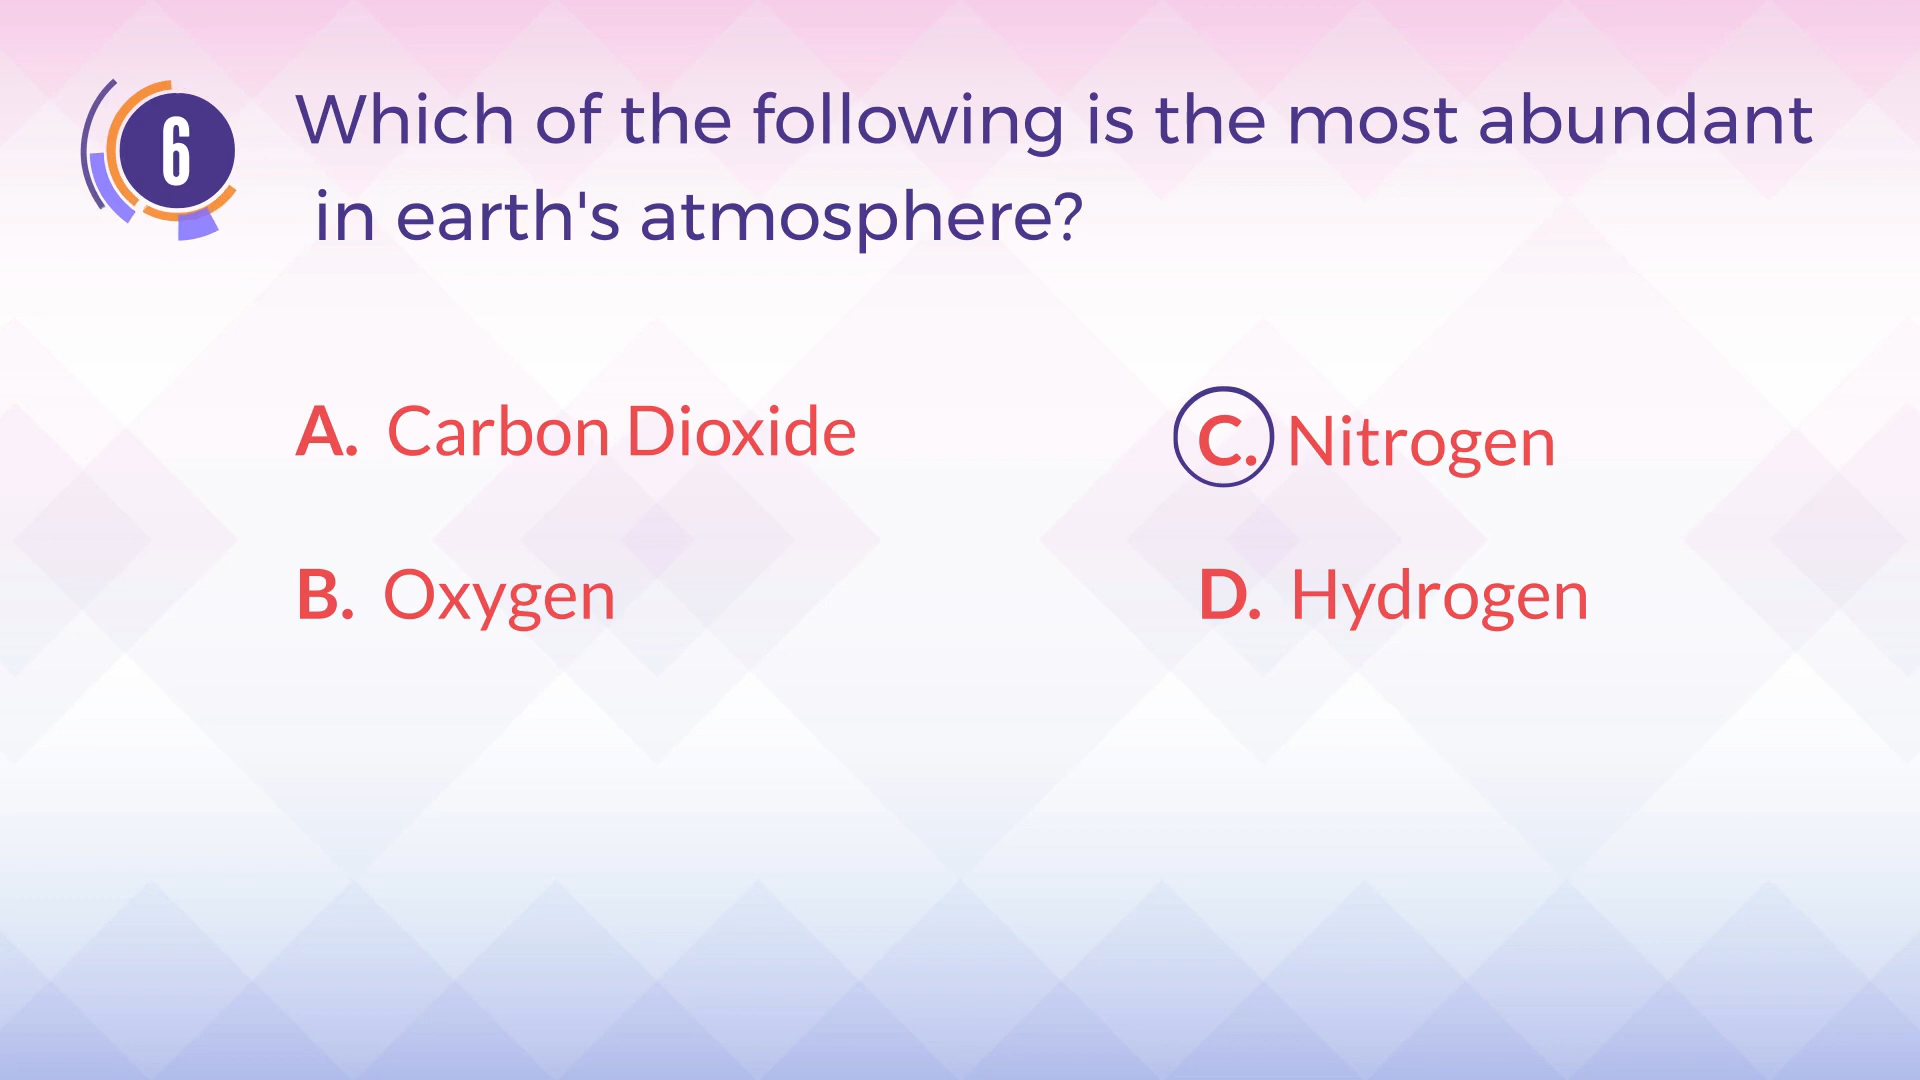 6
Which of the following is the most abundant
in earth's atmosphere?
A. Carbon Dioxide
B. Oxygen
C. Nitrogen
D. Hydrogen